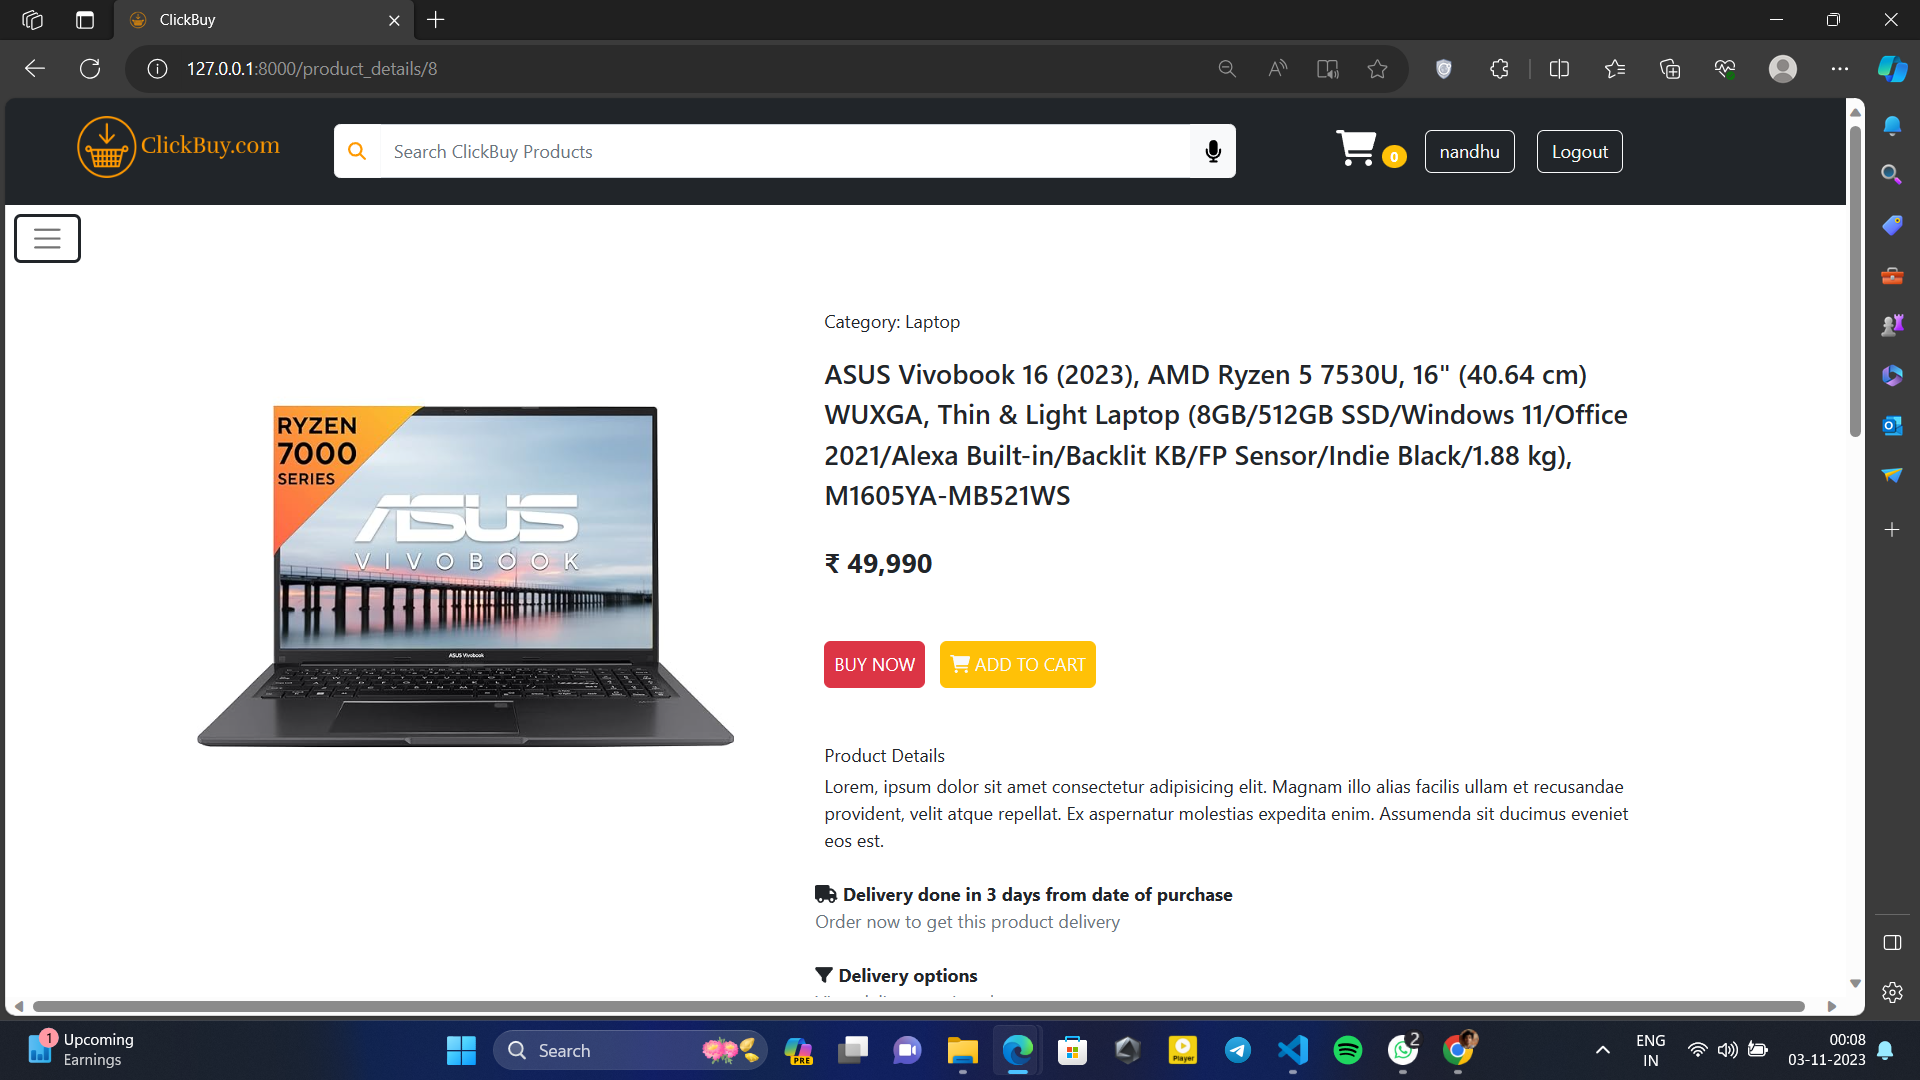 ClickBuy
127.0.0.1:8000/product_details/8
ClickBuy.com
Search ClickBuy Products
0
nandhu
Logout
Category: Laptop
ASUS Vivobook 16 (2023), AMD Ryzen 5 7530U, 16" (40.64 cm)
WUXGA, Thin & Light Laptop (8GB/512GB SSD/Windows 11/Office
2021/Alexa Built-in/Backlit KB/FP Sensor/Indie Black/1.88 kg),
M1605YA-MB521WS
RYZEN
7000
SERIES
ASUS
VIVOBOOK
ASUS Vivobook
₹ 49,990
BUY NOW
ADD TO CART
Product Details
Lorem, ipsum dolor sit amet consectetur adipisicing elit. Magnam illo alias facilis ullam et recusandae
provident, velit atque repellat. Ex aspernatur molestias expedita enim. Assumenda sit ducimus eveniet
eos est.
Delivery done in 3 days from date of purchase
Order now to get this product delivery
Delivery options
1
Upcoming
Earnings
Search
PRE
Player
2
ENG
IN
00:08
03-11-2023